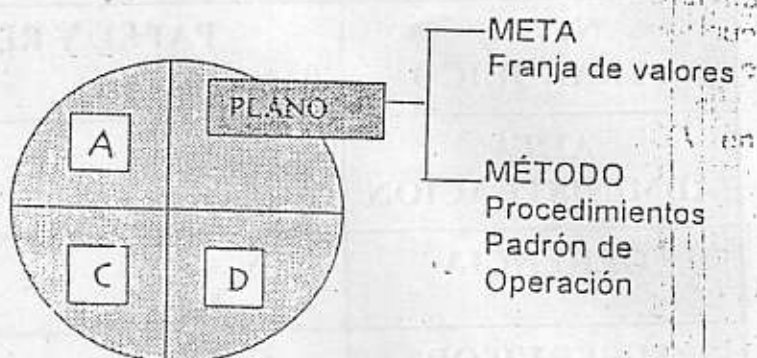 META
Franja de valores
PLANO
A
MÉTODO
Procedimientos
Padrón de
Operación
C
D